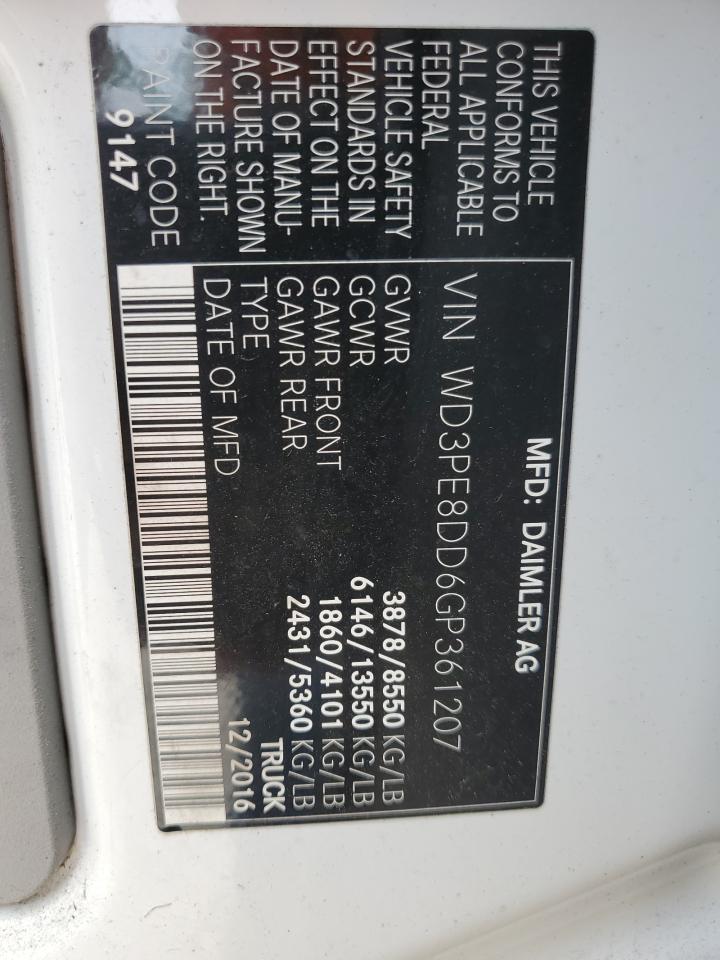 THIS VEHICLE
CONFORMS TO
ALL APPLICABLE
FEDERAL
VEHICLE SAFETY
STANDARDS IN
EFFECT ON THE
DATE OF MANU-
FACTURE SHOWN
ON THE RIGHT.
PAINT CODE
9147
MFD: DAIMLER AG
VIN WD3PE8DD6GP361207
GVWR 3878/8550 KG/LB
GCWR 6146/13550 KG/LB
GAWR FRONT 1860/4101 KG/LB
GAWR REAR 2431/5360 KG/LB
TYPE TRUCK
DATE OF MFD 12/2016